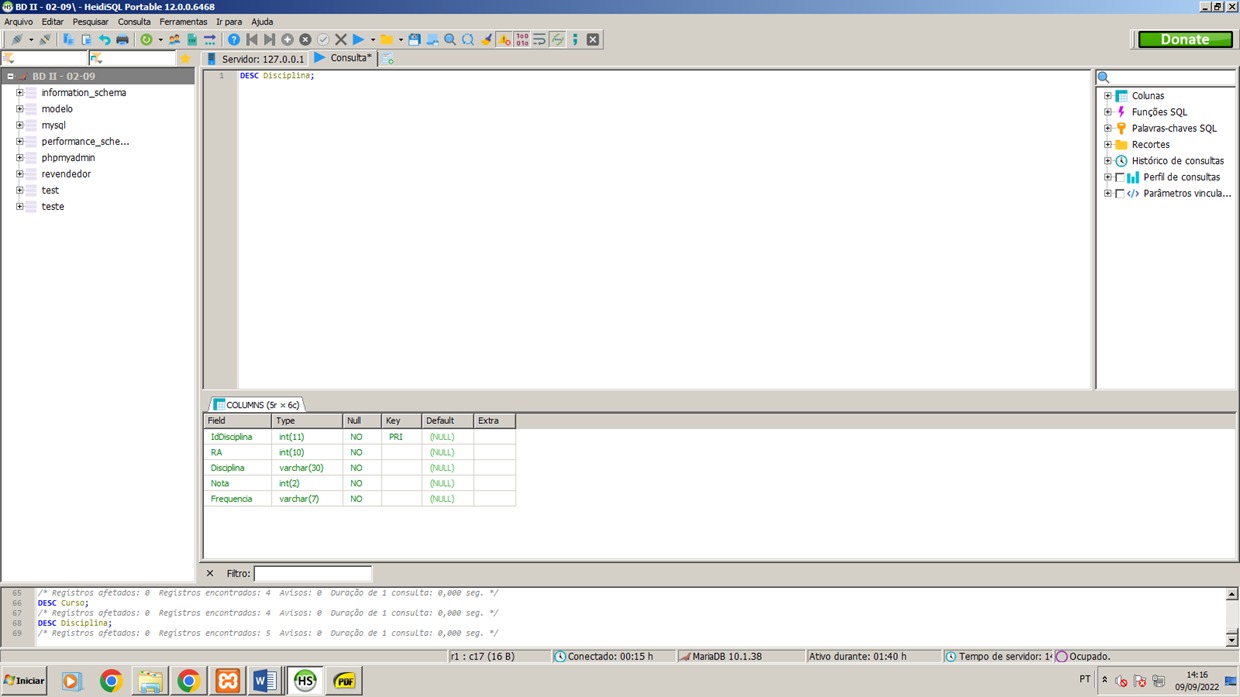 BD II - 02-09\ - HeidiSQL Portable 12.0.0.6468
Arquivo Editar Pesquisar Consulta Ferramentas Ir para Ajuda
Donate
Servidor: 127.0.0.1 Consulta*
BD II - 02-09
information_schema
modelo
mysql
performance_sche...
phpmyadmin
revendedor
test
teste
1 DESC Disciplina;
Colunas
Funções SQL
Palavras-chaves SQL
Recortes
Histórico de consultas
Perfil de consultas
Parâmetros vincula...
COLUMNS (5r × 6c)
Field Type Null Key Default Extra
IdDisciplina int(11) NO PRI (NULL)
RA int(10) NO (NULL)
Disciplina varchar(30) NO (NULL)
Nota int(2) NO (NULL)
Frequencia varchar(7) NO (NULL)
Filtro:
65 /* Registros afetados: 0 Registros encontrados: 4 Avisos: 0 Duração de 1 consulta: 0,000 seg. */
66 DESC Curso;
67 /* Registros afetados: 0 Registros encontrados: 4 Avisos: 0 Duração de 1 consulta: 0,000 seg. */
68 DESC Disciplina;
69 /* Registros afetados: 0 Registros encontrados: 5 Avisos: 0 Duração de 1 consulta: 0,000 seg. */
r1 : c17 (16 B) Conectado: 00:15 h MariaDB 10.1.38 Ativo durante: 01:40 h Tempo de servidor: 14 Ocupado.
Iniciar W HS PDF PT 14:16
09/09/2022